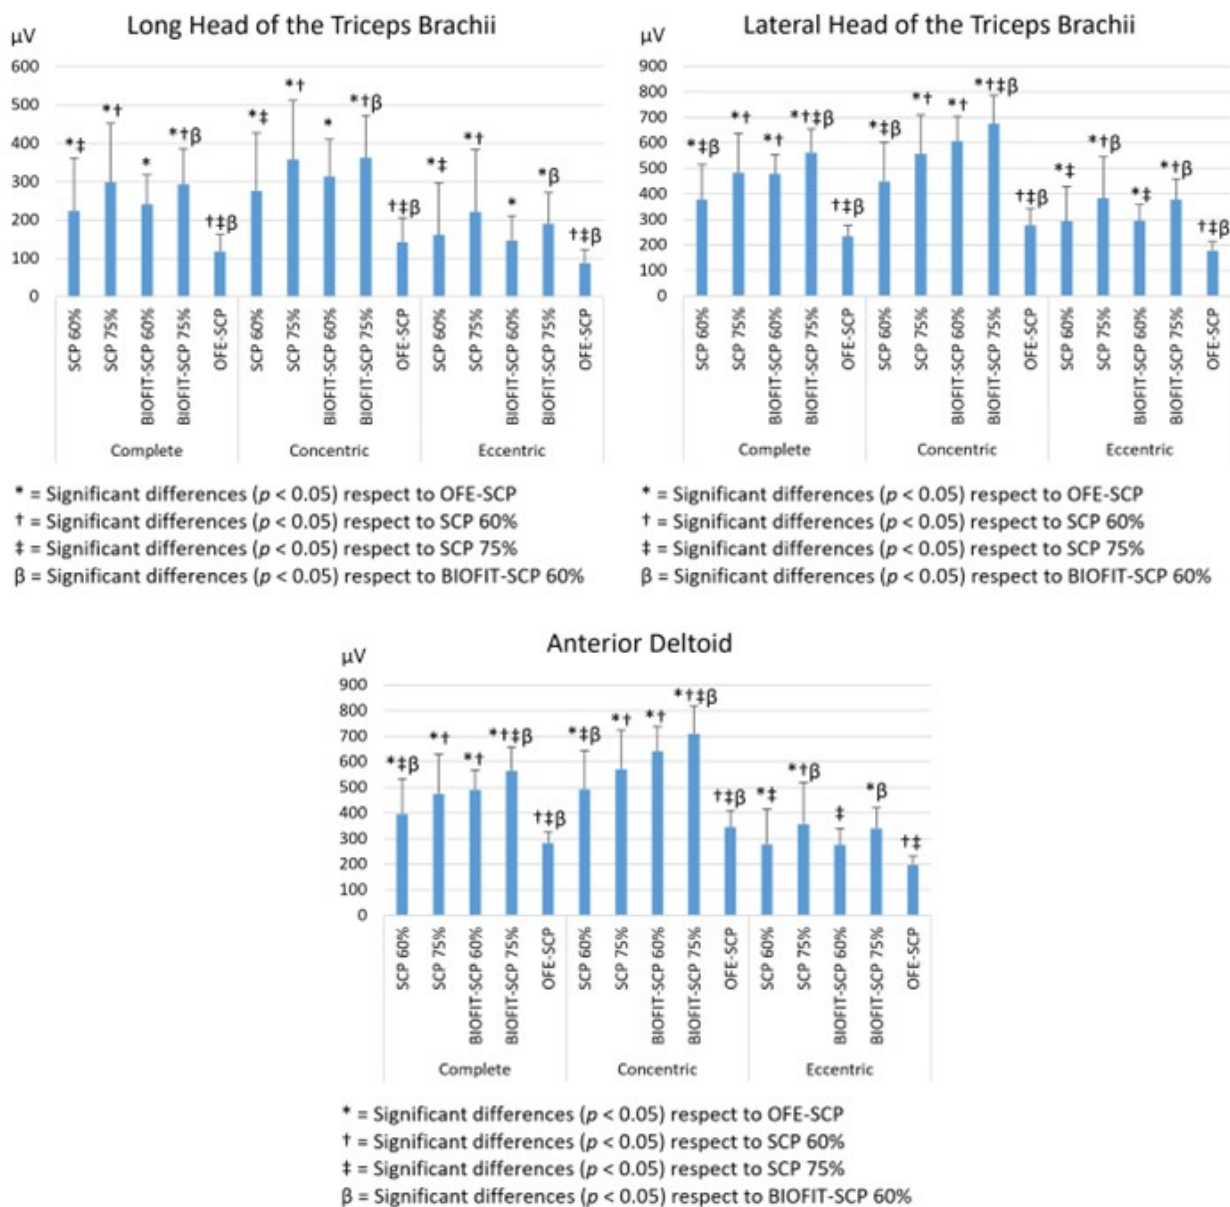 Long Head of the Triceps Brachii
µV
600
500
400
300
200
100
0
*‡
*†
*
*†β
†‡β
*‡
*†
*
*†β
†‡β
*‡
*†
*
*β
†‡β
SCP 60%
SCP 75%
BIOFIT-SCP 60%
BIOFIT-SCP 75%
OFE-SCP
SCP 60%
SCP 75%
BIOFIT-SCP 60%
BIOFIT-SCP 75%
OFE-SCP
SCP 60%
SCP 75%
BIOFIT-SCP 60%
BIOFIT-SCP 75%
OFE-SCP
Complete
Concentric
Eccentric
* = Significant differences (p < 0.05) respect to OFE-SCP
† = Significant differences (p < 0.05) respect to SCP 60%
‡ = Significant differences (p < 0.05) respect to SCP 75%
β = Significant differences (p < 0.05) respect to BIOFIT-SCP 60%
Lateral Head of the Triceps Brachii
µV
900
800
700
600
500
400
300
200
100
0
*‡β
*†
*†
*†‡β
†‡β
*‡β
*†
*†
*†‡β
†‡β
*‡
*†β
*‡
*†β
†‡β
SCP 60%
SCP 75%
BIOFIT-SCP 60%
BIOFIT-SCP 75%
OFE-SCP
SCP 60%
SCP 75%
BIOFIT-SCP 60%
BIOFIT-SCP 75%
OFE-SCP
SCP 60%
SCP 75%
BIOFIT-SCP 60%
BIOFIT-SCP 75%
OFE-SCP
Complete
Concentric
Eccentric
* = Significant differences (p < 0.05) respect to OFE-SCP
† = Significant differences (p < 0.05) respect to SCP 60%
‡ = Significant differences (p < 0.05) respect to SCP 75%
β = Significant differences (p < 0.05) respect to BIOFIT-SCP 60%
Anterior Deltoid
µV
900
800
700
600
500
400
300
200
100
0
*‡β
*†
*†
*†‡β
†‡β
*‡β
*†
*†
*†‡β
†‡β
*‡
*†β
‡
*β
†‡
SCP 60%
SCP 75%
BIOFIT-SCP 60%
BIOFIT-SCP 75%
OFE-SCP
SCP 60%
SCP 75%
BIOFIT-SCP 60%
BIOFIT-SCP 75%
OFE-SCP
SCP 60%
SCP 75%
BIOFIT-SCP 60%
BIOFIT-SCP 75%
OFE-SCP
Complete
Concentric
Eccentric
* = Significant differences (p < 0.05) respect to OFE-SCP
† = Significant differences (p < 0.05) respect to SCP 60%
‡ = Significant differences (p < 0.05) respect to SCP 75%
β = Significant differences (p < 0.05) respect to BIOFIT-SCP 60%